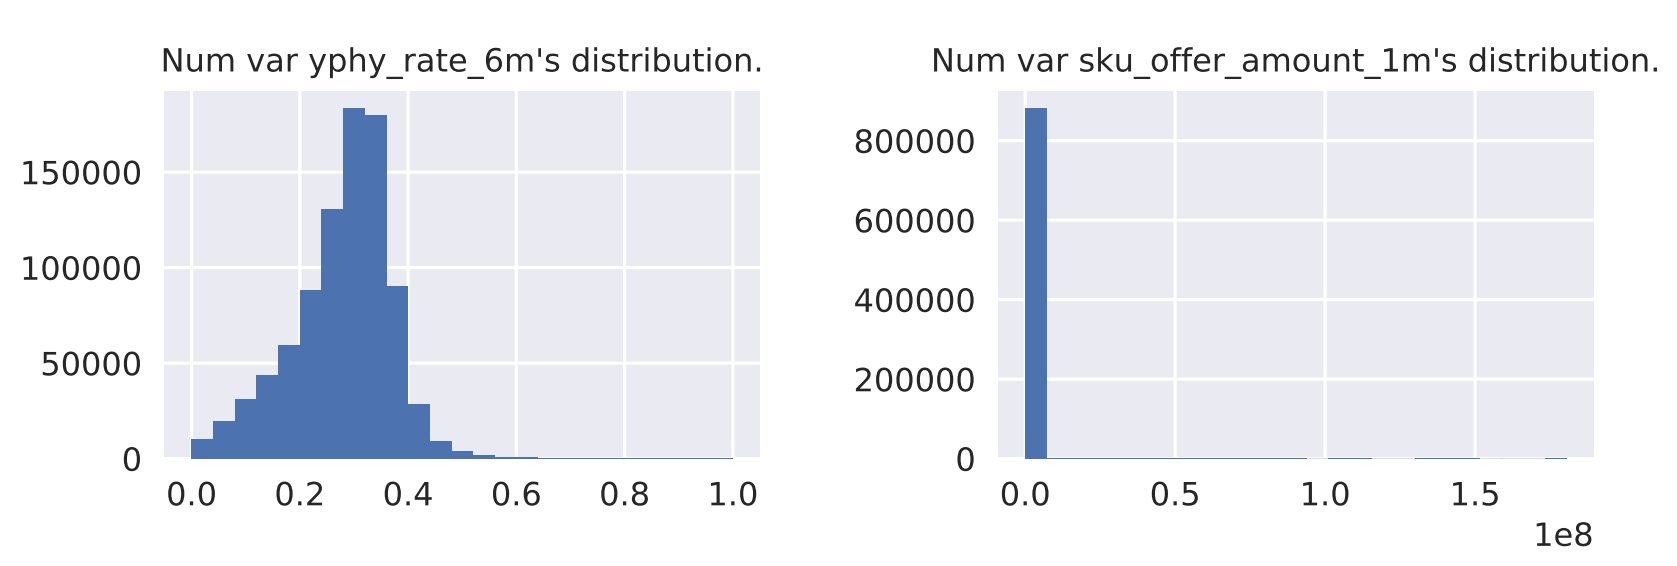 Num var yphy_rate_6m's distribution.
150000
100000
50000
0
0.0 0.2 0.4 0.6 0.8 1.0
Num var sku_offer_amount_1m's distribution.
800000
600000
400000
200000
0
0.0 0.5 1.0 1.5
1e8